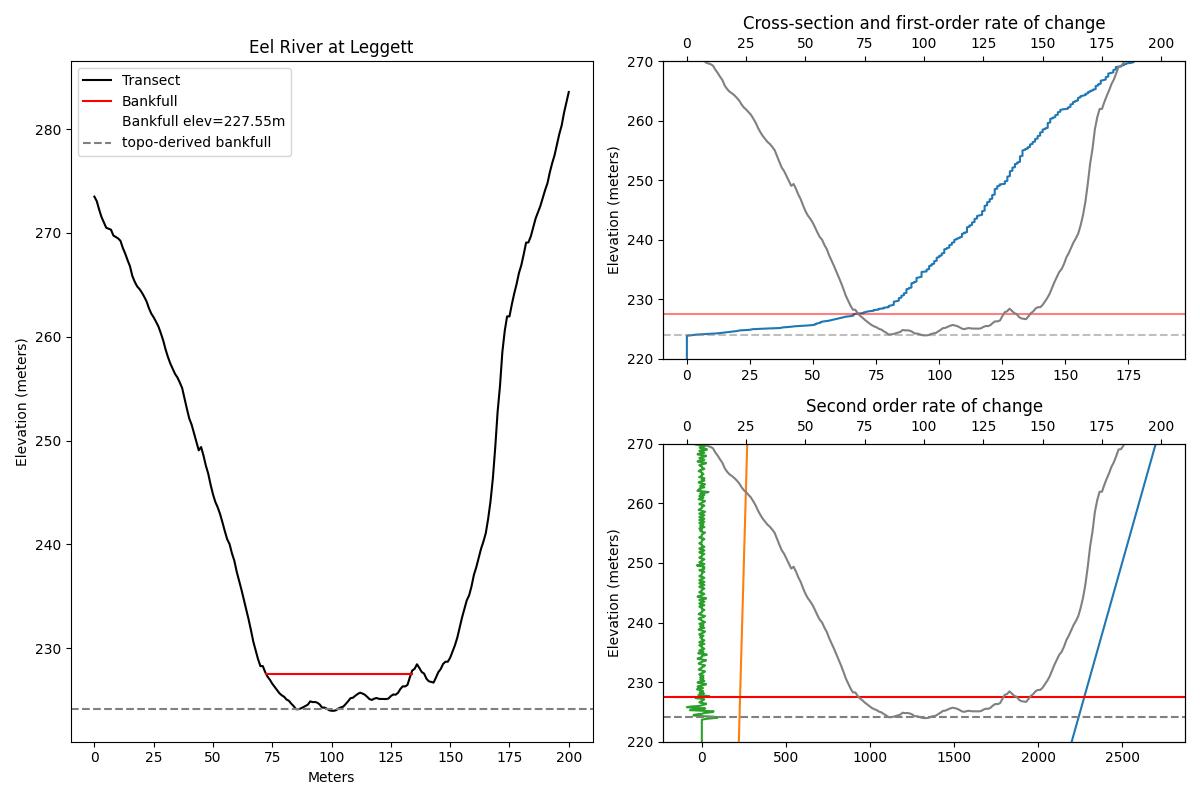 Eel River at Leggett
Transect
Bankfull
Bankfull elev=227.55m
topo-derived bankfull
280
270
260
250
240
230
Elevation (meters)
0 25 50 75 100 125 150 175 200
Meters
Cross-section and first-order rate of change
0 25 50 75 100 125 150 175 200
270
260
250
240
230
220
Elevation (meters)
0 25 50 75 100 125 150 175
Second order rate of change
0 25 50 75 100 125 150 175 200
270
260
250
240
230
220
Elevation (meters)
0 500 1000 1500 2000 2500